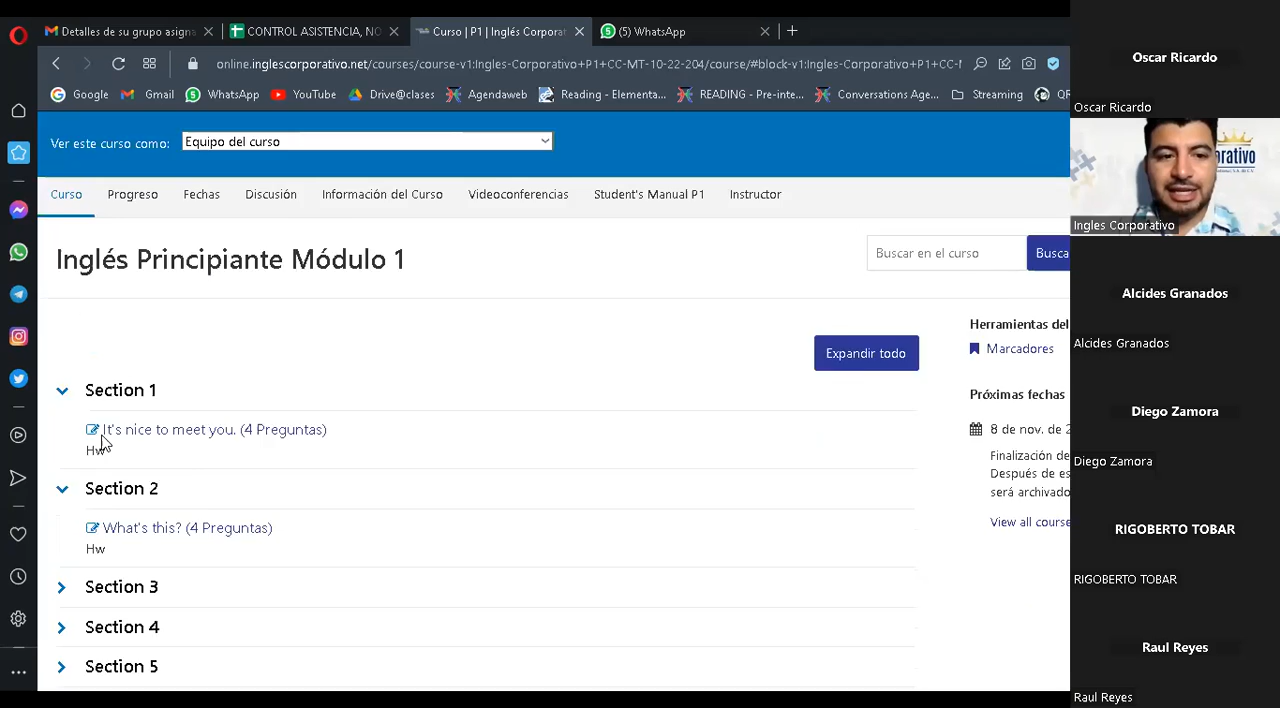 Detalles de su grupo asigna
CONTROL ASISTENCIA, NO
Curso | P1 | Inglés Corporat
(5) WhatsApp
online.inglescorporativo.net/courses/course-v1:Ingles-Corporativo+P1+CC-MT-10-22-204/course/#block-v1:Ingles-Corporativo+P1+CC-M
Google
Gmail
WhatsApp
YouTube
Drive@clases
Agendaweb
Reading - Elementa...
READING - Pre-inte...
Conversations Age...
Streaming
QR
Ver este curso como:
Equipo del curso
Curso
Progreso
Fechas
Discusión
Información del Curso
Videoconferencias
Student's Manual P1
Instructor
Inglés Principiante Módulo 1
Buscar en el curso
Busca
Expandir todo
Section 1
It's nice to meet you. (4 Preguntas)
Hw
Section 2
What's this? (4 Preguntas)
Hw
Section 3
Section 4
Section 5
Herramientas del
Marcadores
Próximas fechas
8 de nov. de 2
Finalización de
Después de es
será archivado
View all course
Oscar Ricardo
Oscar Ricardo
orativo
Ingles Corporativo
Alcides Granados
Alcides Granados
Diego Zamora
Diego Zamora
RIGOBERTO TOBAR
RIGOBERTO TOBAR
Raul Reyes
Raul Reyes